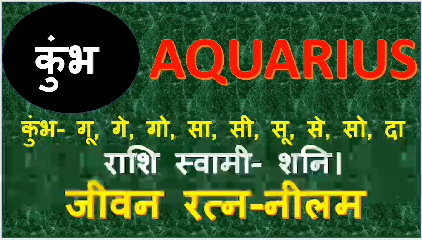 कुंभ
AQUARIUS
कुंभ- गू, गे, गो, सा, सी, सू, से, सो, दा
राशि स्वामी- शनि।
जीवन रत्न-नीलम